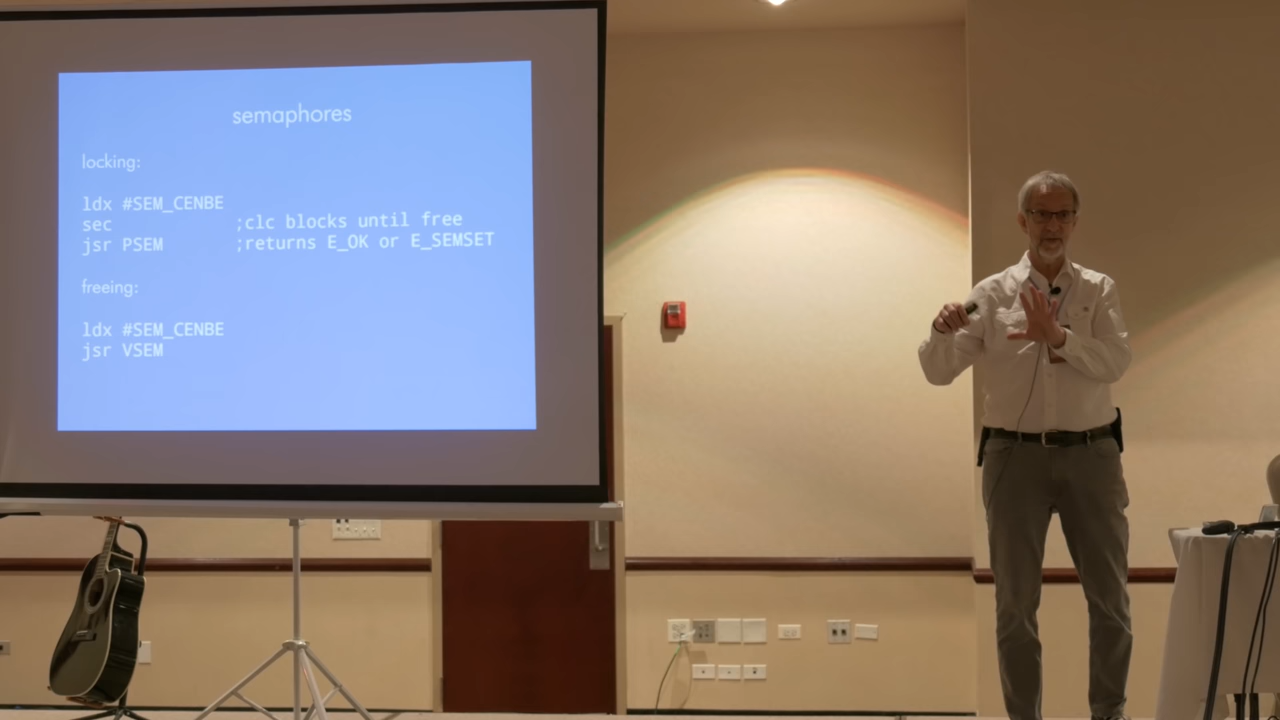 semaphores
locking:
ldx #SEM_CENBE
sec ;clc blocks until free
jsr PSEM ;returns E_OK or E_SEMSET
freeing:
ldx #SEM_CENBE
jsr VSEM